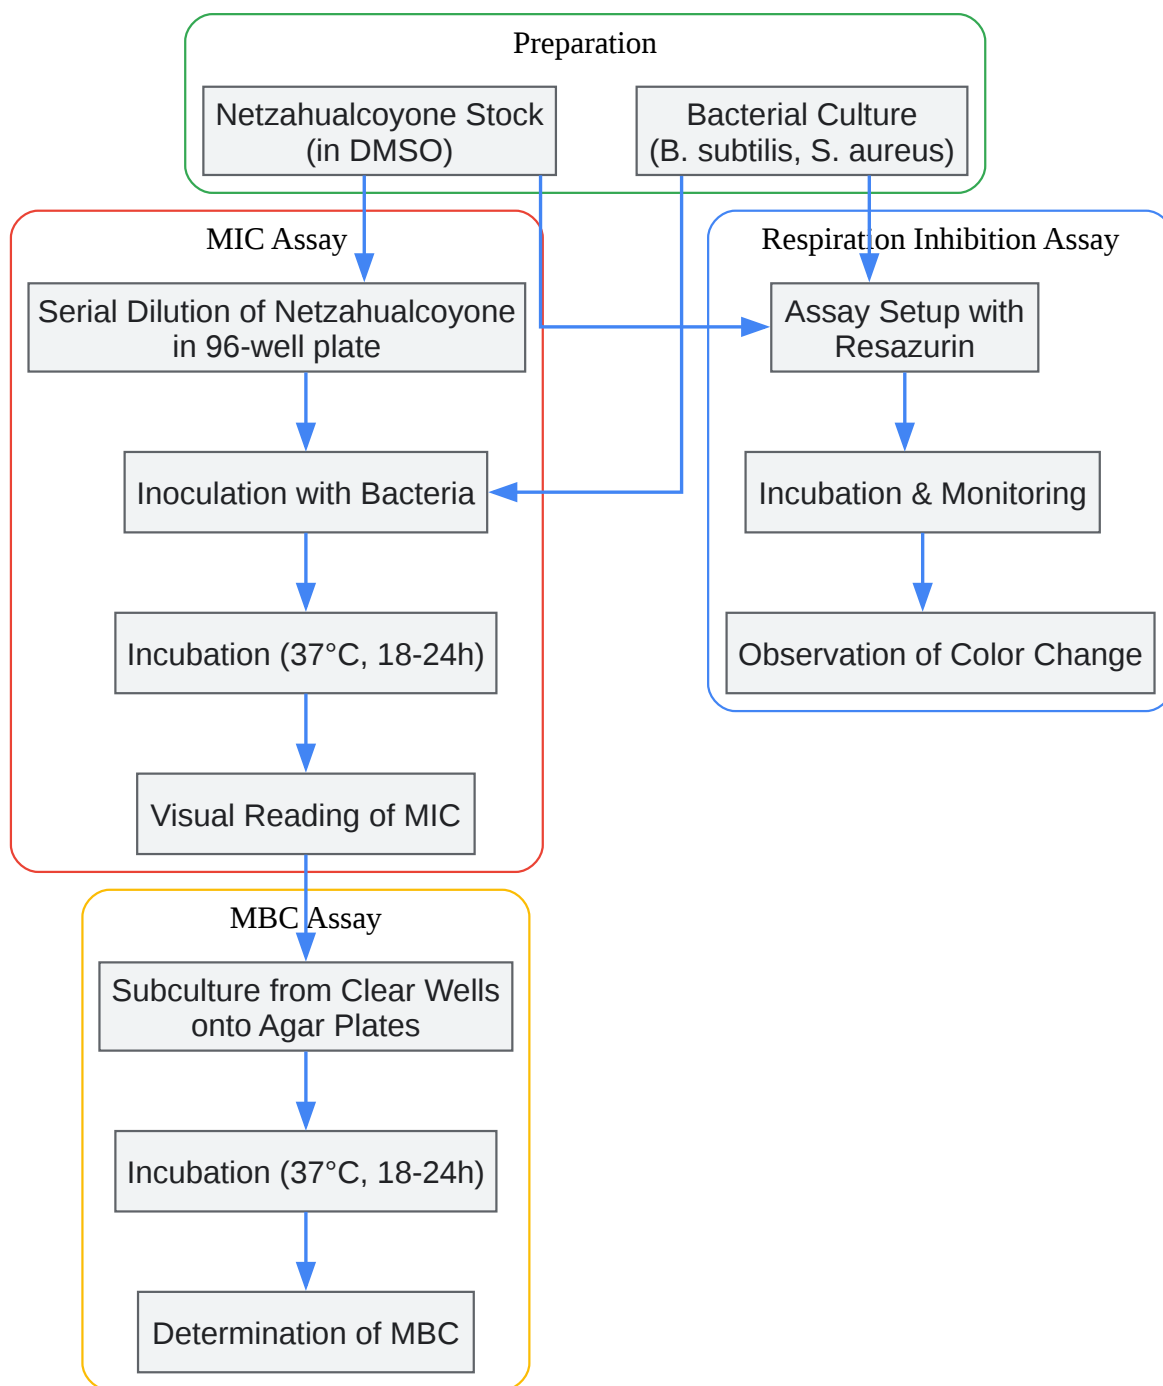 Preparation
Netzahualcoyone Stock
(in DMSO)
Bacterial Culture
(B. subtilis, S. aureus)
MIC Assay
Serial Dilution of Netzahualcoyone
in 96-well plate
Inoculation with Bacteria
Incubation (37°C, 18-24h)
Visual Reading of MIC
Respiration Inhibition Assay
Assay Setup with
Resazurin
Incubation & Monitoring
Observation of Color Change
MBC Assay
Subculture from Clear Wells
onto Agar Plates
Incubation (37°C, 18-24h)
Determination of MBC